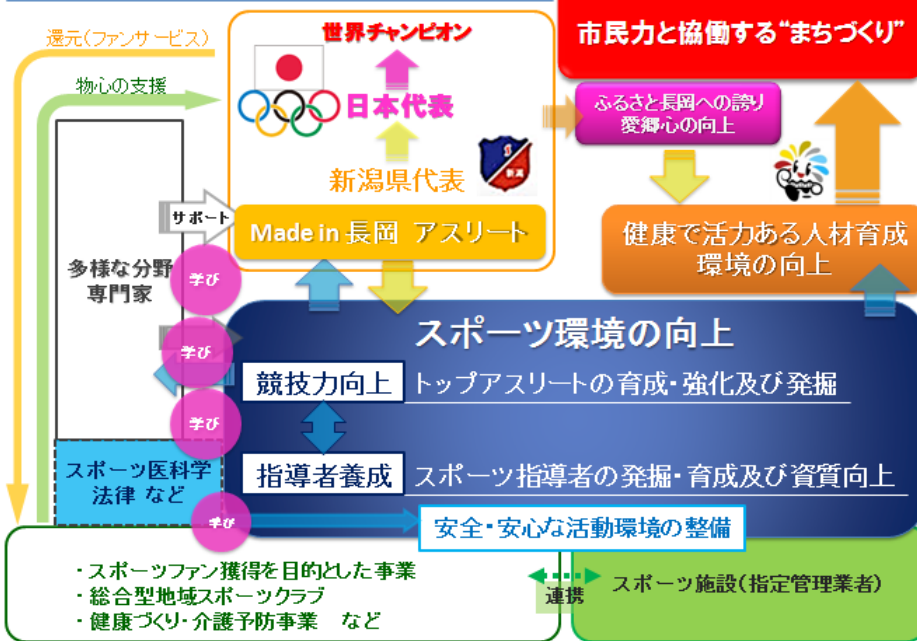 還元(ファンサービス)
物心の支援
世界チャンピオン
日本代表
新潟県代表
新潟
Made in 長岡 アスリート
市民力と協働する“まちづくり”
ふるさと長岡への誇り
愛郷心の向上
健康で活力ある人材育成
環境の向上
サポート
多様な分野
専門家
学び
学び
学び
学び
スポーツ医科学
法律 など
スポーツ環境の向上
競技力向上
トップアスリートの育成・強化及び発掘
指導者養成
スポーツ指導者の発掘・育成及び資質向上
安全・安心な活動環境の整備
・スポーツファン獲得を目的とした事業
・総合型地域スポーツクラブ
・健康づくり・介護予防事業 など
連携
スポーツ施設(指定管理業者)